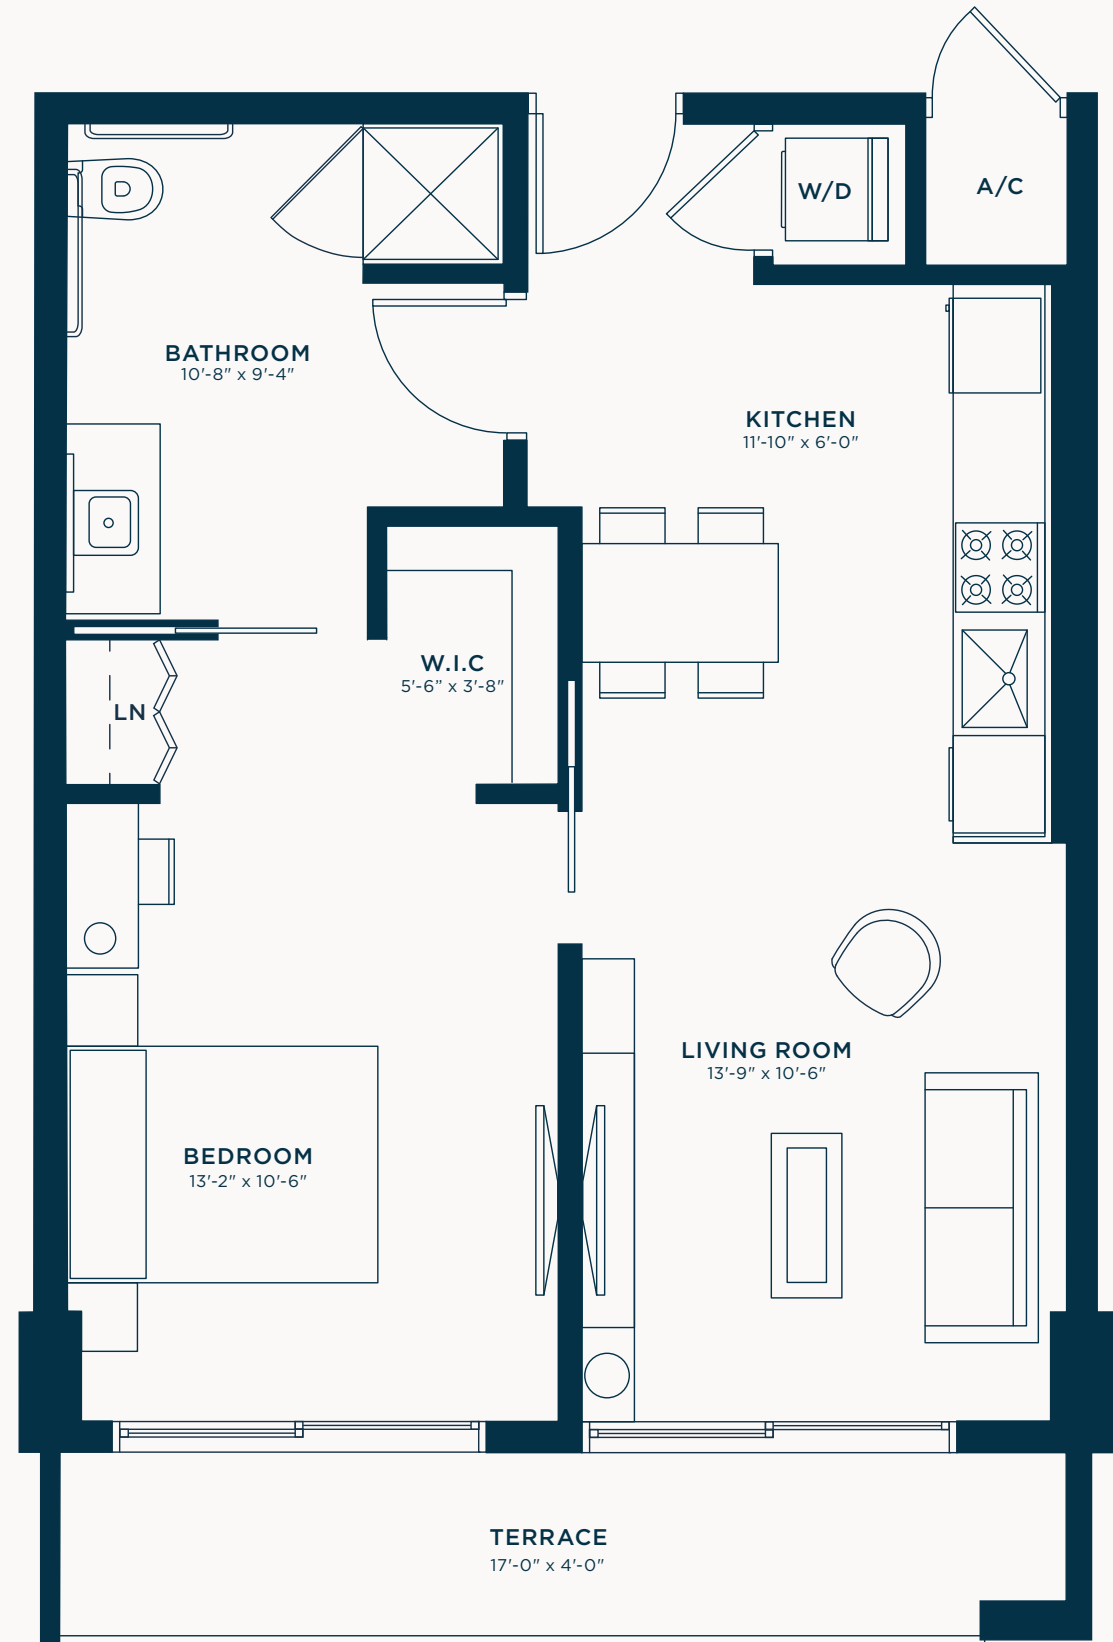 W/D
A/C
BATHROOM
10'-8" x 9'-4"
KITCHEN
11'-10" x 6'-0"
W.I.C
5'-6” x 3'-8"
LN
LIVING ROOM
13'-9" x 10'-6"
BEDROOM
13'-2" x 10'-6"
TERRACE
17'-0" x 4'-0"